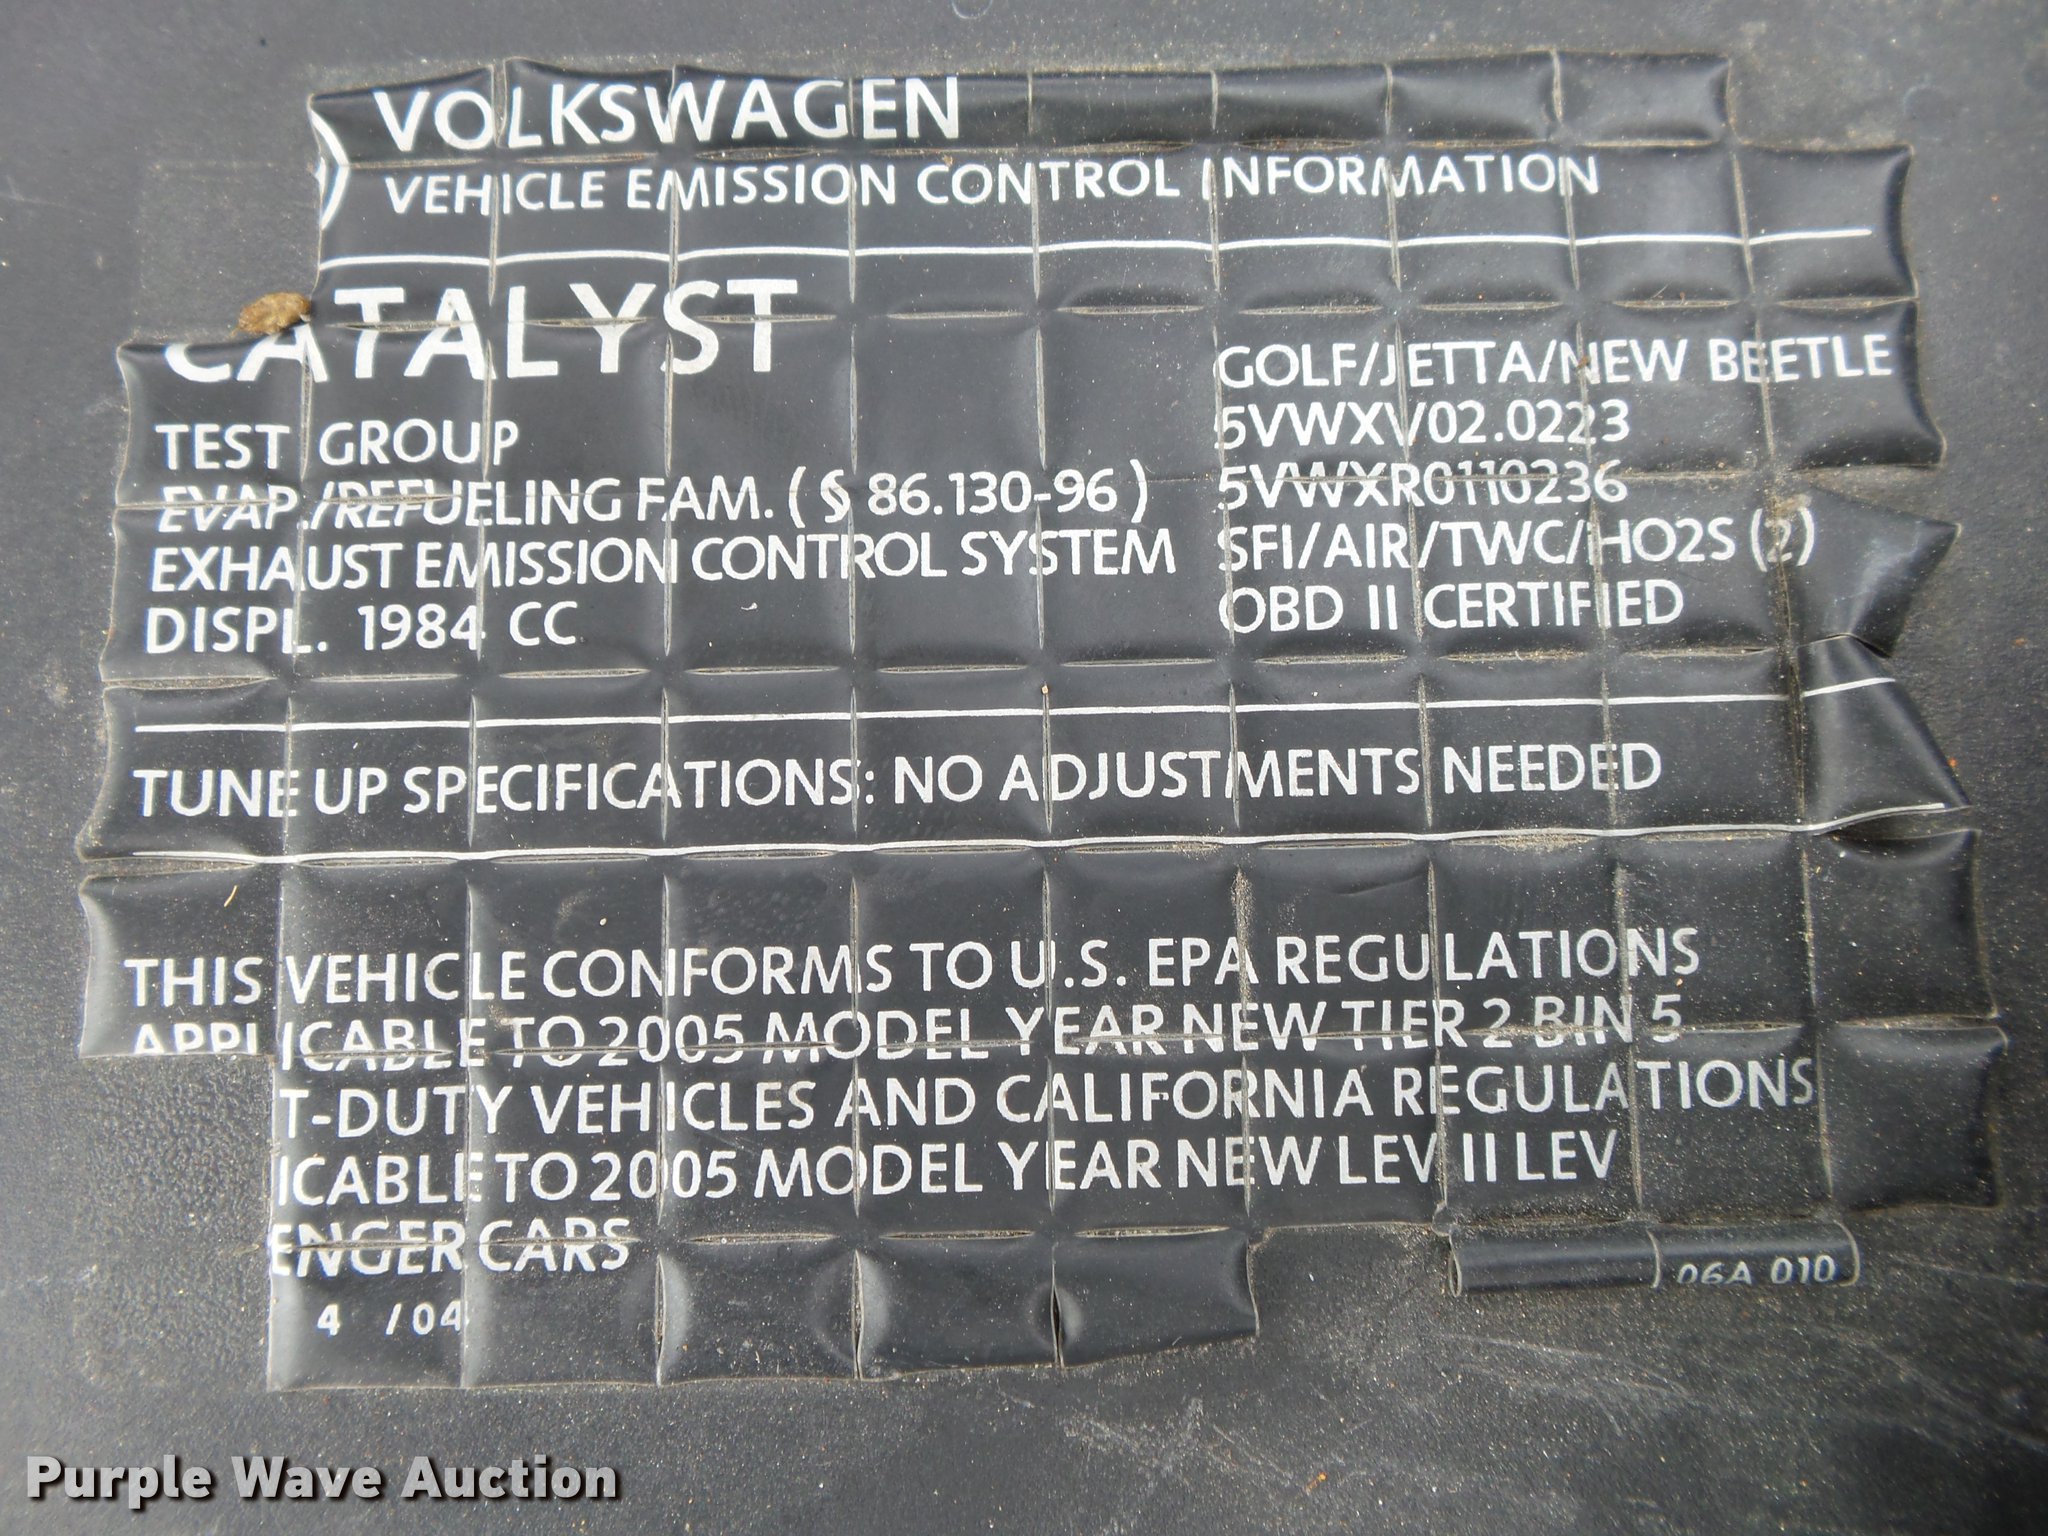 VOLKSWAGEN
VEHICLE EMISSION CONTROL INFORMATION
CATALYST
GOLF/JETTA/NEW BEETLE
TEST GROUP 5VWXV02.0223
EVAP./REFUELING FAM. (§ 86.130-96) 5VWXR0110236
EXHAUST EMISSION CONTROL SYSTEM SFI/AIR/TWC/HO2S (2)
DISPL. 1984 CC OBD II CERTIFIED
TUNE UP SPECIFICATIONS: NO ADJUSTMENTS NEEDED
THIS VEHICLE CONFORMS TO U.S. EPA REGULATIONS
APPLICABLE TO 2005 MODEL YEAR NEW TIER 2 BIN 5
T-DUTY VEHICLES AND CALIFORNIA REGULATIONS
ICABLE TO 2005 MODEL YEAR NEW LEV II LEV
ENGER CARS
06A 010
4 /04
Purple Wave Auction